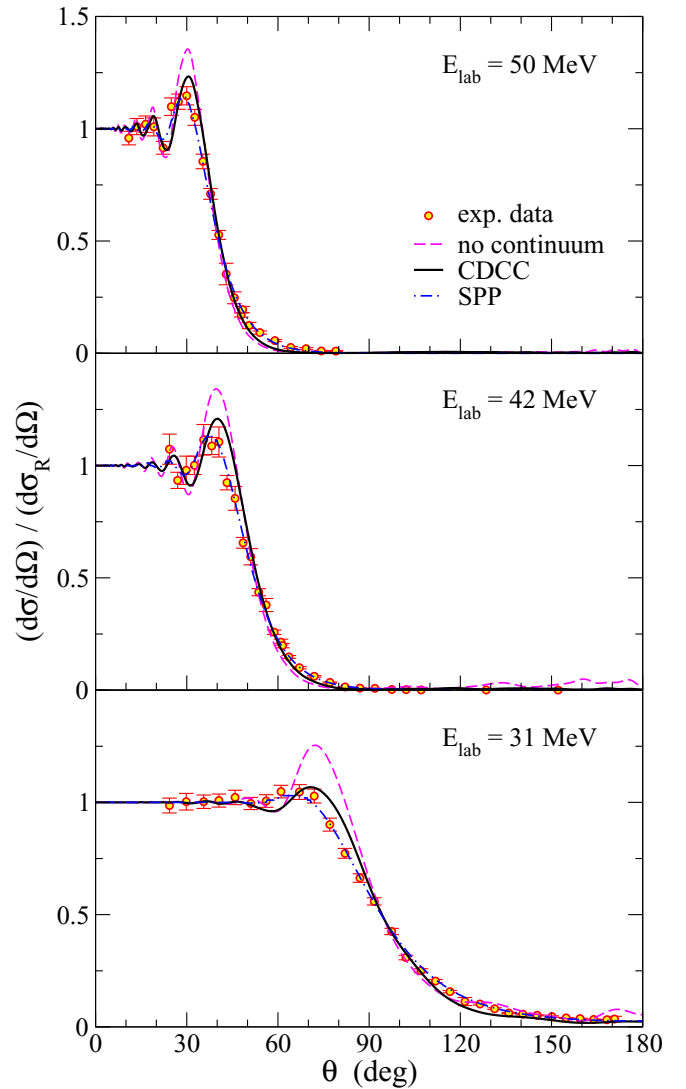 1.5
E_lab = 50 MeV
1
exp. data
no continuum
CDCC
SPP
0.5
0
E_lab = 42 MeV
1
0.5
0
(dσ/dΩ) / (dσ_R/dΩ)
E_lab = 31 MeV
1
0.5
0
0 30 60 90 120 150 180
θ (deg)